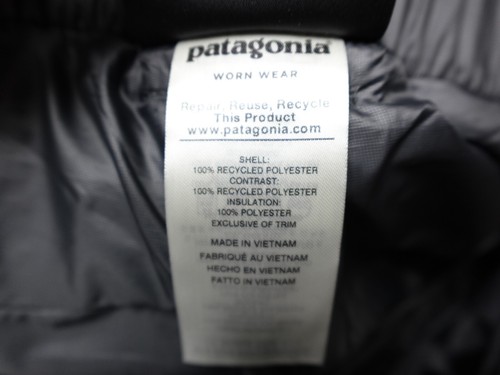 patagonia
WORN WEAR
Repair, Reuse, Recycle
This Product
www.patagonia.com
SHELL:
100% RECYCLED POLYESTER
CONTRAST:
100% RECYCLED POLYESTER
INSULATION:
100% POLYESTER
EXCLUSIVE OF TRIM
MADE IN VIETNAM
FABRIQUÉ AU VIETNAM
HECHO EN VIETNAM
FATTO IN VIETNAM